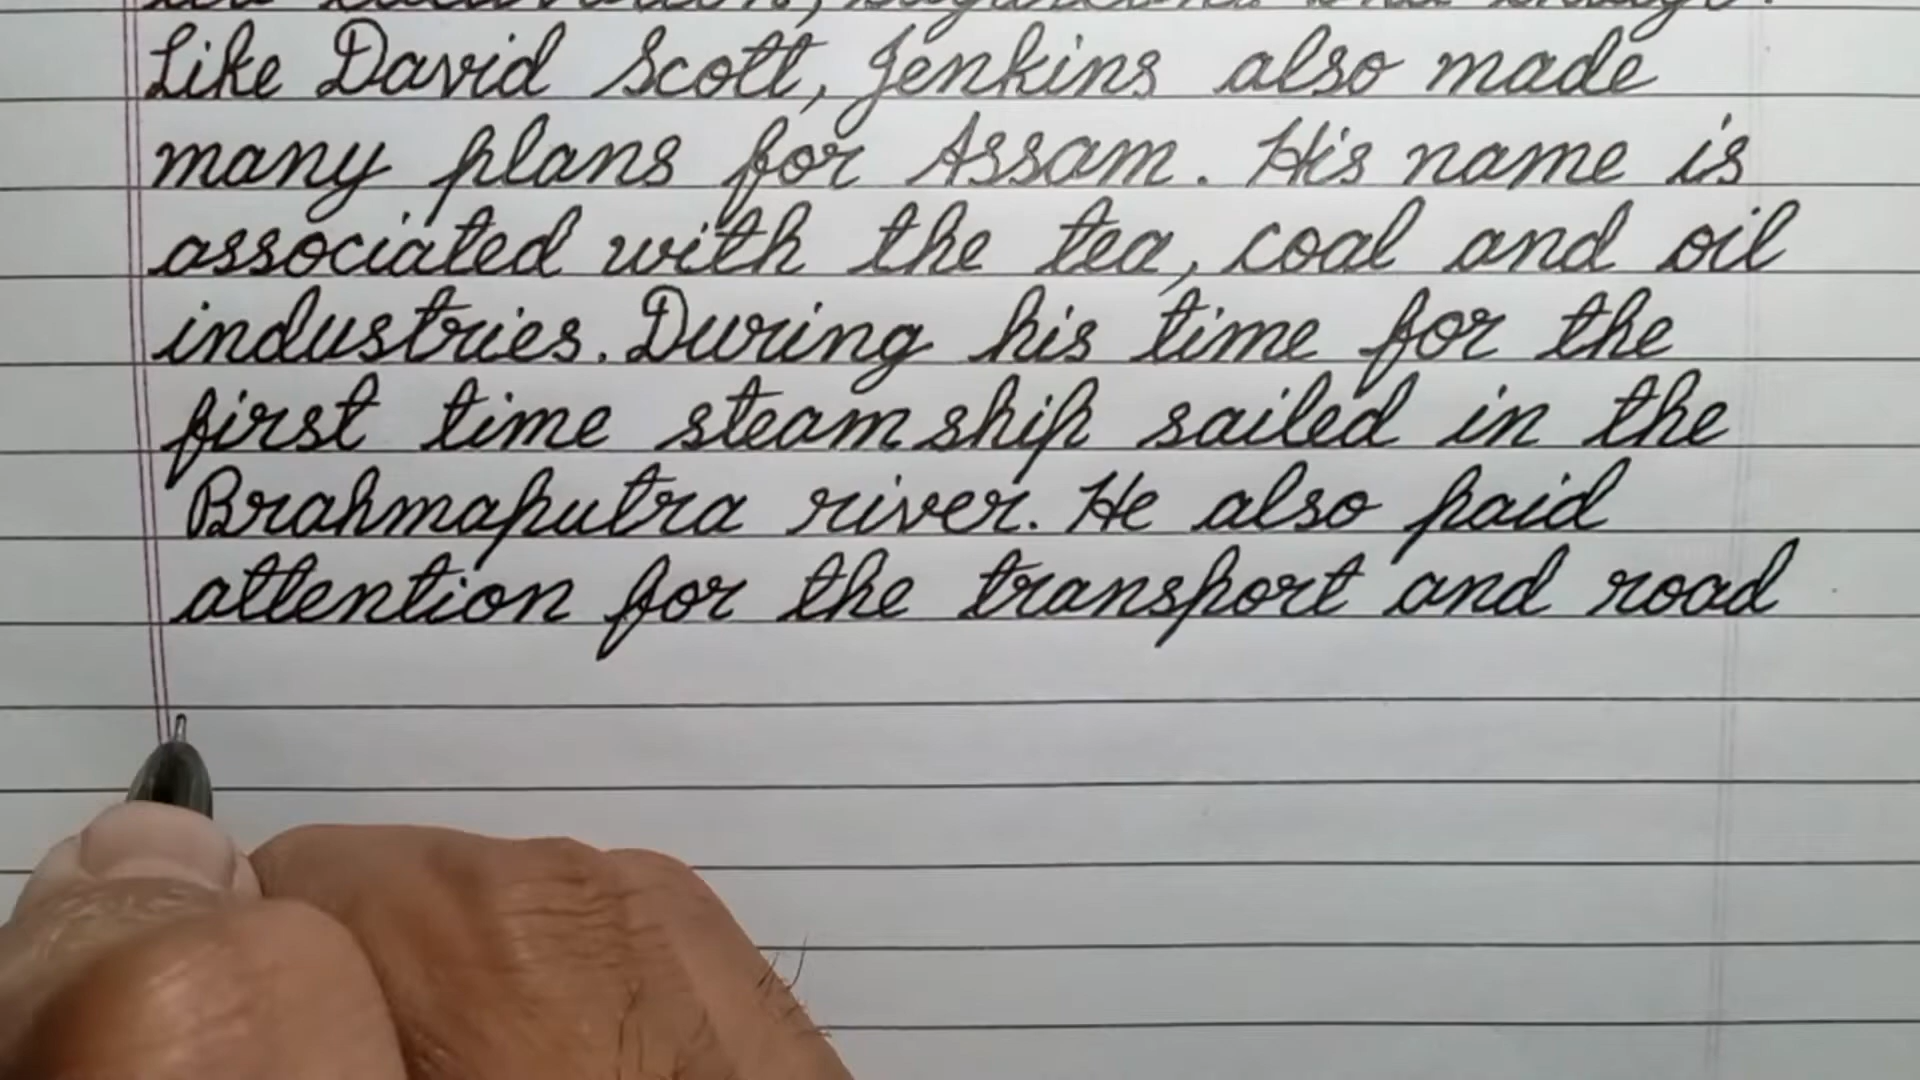 Like David Scott, Jenkins also made
many plans for Assam. His name is
associated with the tea, coal and oil
industries. During his time for the
first time steam ship sailed in the
Brahmaputra river. He also paid
attention for the transport and road